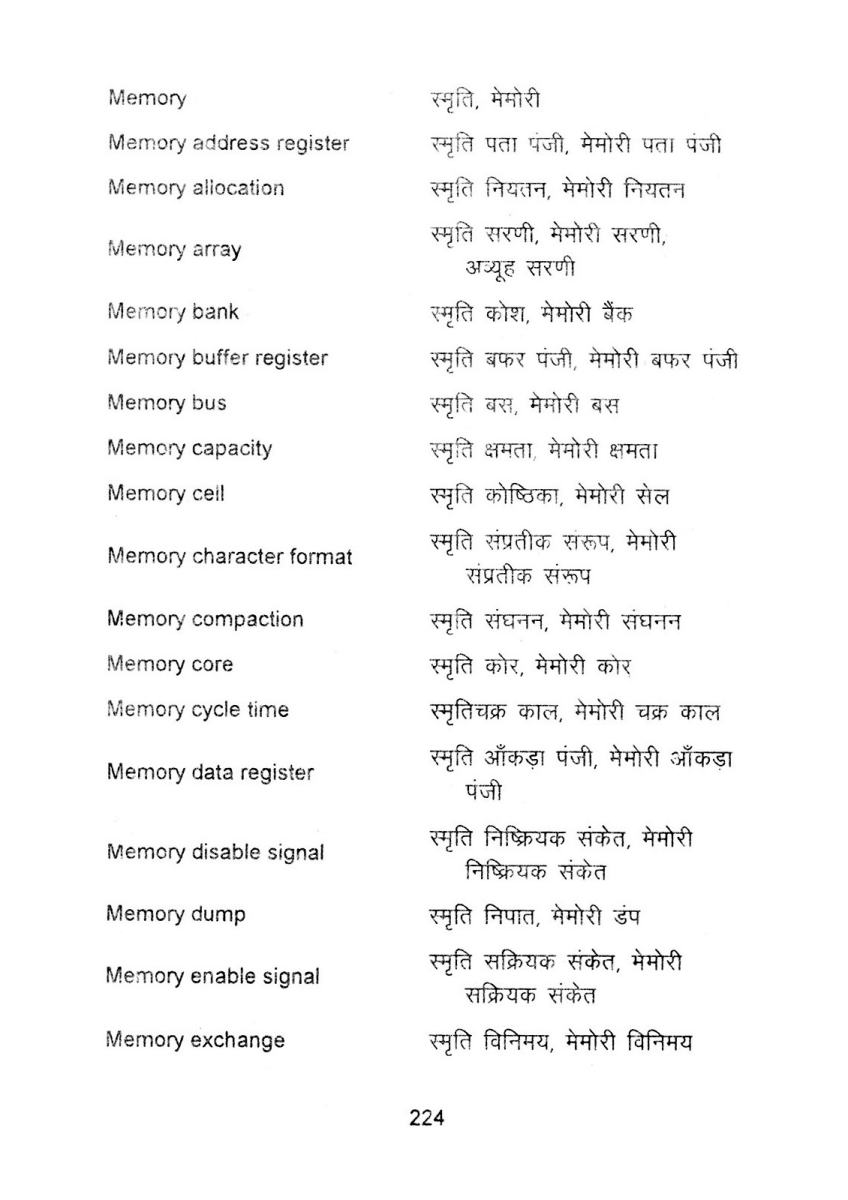 Memory स्मृति, मेमोरी
Memory address register स्मृति पता पंजी, मेमोरी पता पंजी
Memory allocation स्मृति नियतन, मेमोरी नियतन
Memory array स्मृति सरणी, मेमोरी सरणी,
अव्यूह सरणी
Memory bank स्मृति कोश, मेमोरी बैंक
Memory buffer register स्मृति बफर पंजी, मेमोरी बफर पंजी
Memory bus स्मृति बस, मेमोरी बस
Memory capacity स्मृति क्षमता, मेमोरी क्षमता
Memory cell स्मृति कोष्ठिका, मेमोरी सेल
Memory character format स्मृति संप्रतीक संरूप, मेमोरी
संप्रतीक संरूप
Memory compaction स्मृति संघनन, मेमोरी संघनन
Memory core स्मृति कोर, मेमोरी कोर
Memory cycle time स्मृतिचक्र काल, मेमोरी चक्र काल
Memory data register स्मृति आँकड़ा पंजी, मेमोरी आँकड़ा
पंजी
Memory disable signal स्मृति निष्क्रियक संकेत, मेमोरी
निष्क्रियक संकेत
Memory dump स्मृति निपात, मेमोरी डंप
Memory enable signal स्मृति सक्रियक संकेत, मेमोरी
सक्रियक संकेत
Memory exchange स्मृति विनिमय, मेमोरी विनिमय
224